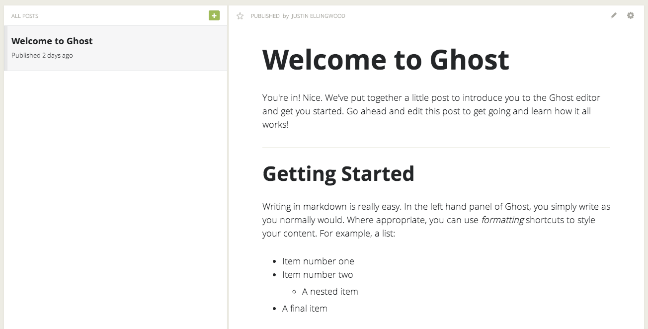 ALL POSTS
Welcome to Ghost
Published 2 days ago
PUBLISHED by JUSTIN ELLINGWOOD
Welcome to Ghost
You're in! Nice. We've put together a little post to introduce you to the Ghost editor
and get you started. Go ahead and edit this post to get going and learn how it all
works!
Getting Started
Writing in markdown is really easy. In the left hand panel of Ghost, you simply write as
you normally would. Where appropriate, you can use formatting shortcuts to style
your content. For example, a list:
• Item number one
• Item number two
◦ A nested item
• A final item